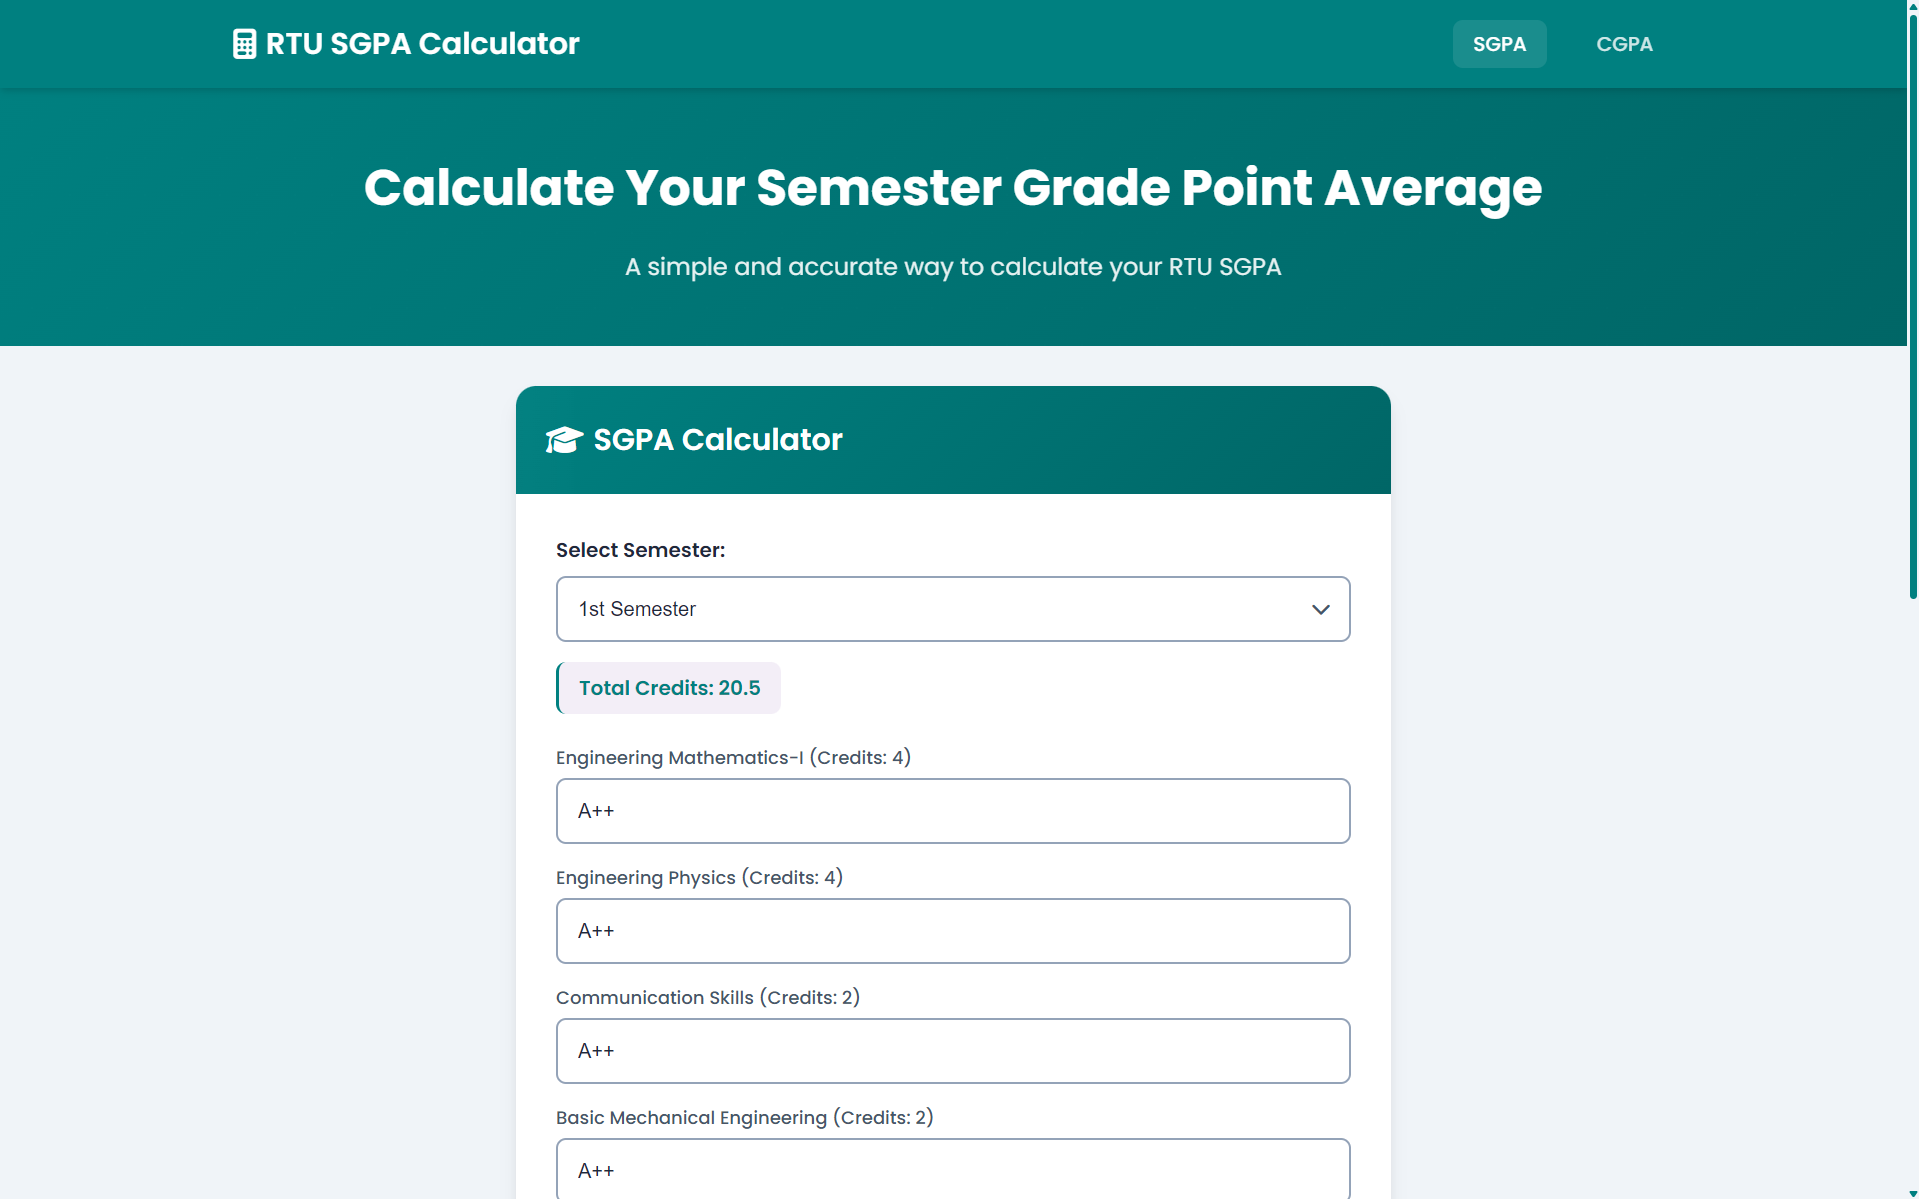 RTU SGPA Calculator
SGPA
CGPA
Calculate Your Semester Grade Point Average
A simple and accurate way to calculate your RTU SGPA
SGPA Calculator
Select Semester:
1st Semester
Total Credits: 20.5
Engineering Mathematics-I (Credits: 4)
A++
Engineering Physics (Credits: 4)
A++
Communication Skills (Credits: 2)
A++
Basic Mechanical Engineering (Credits: 2)
A++